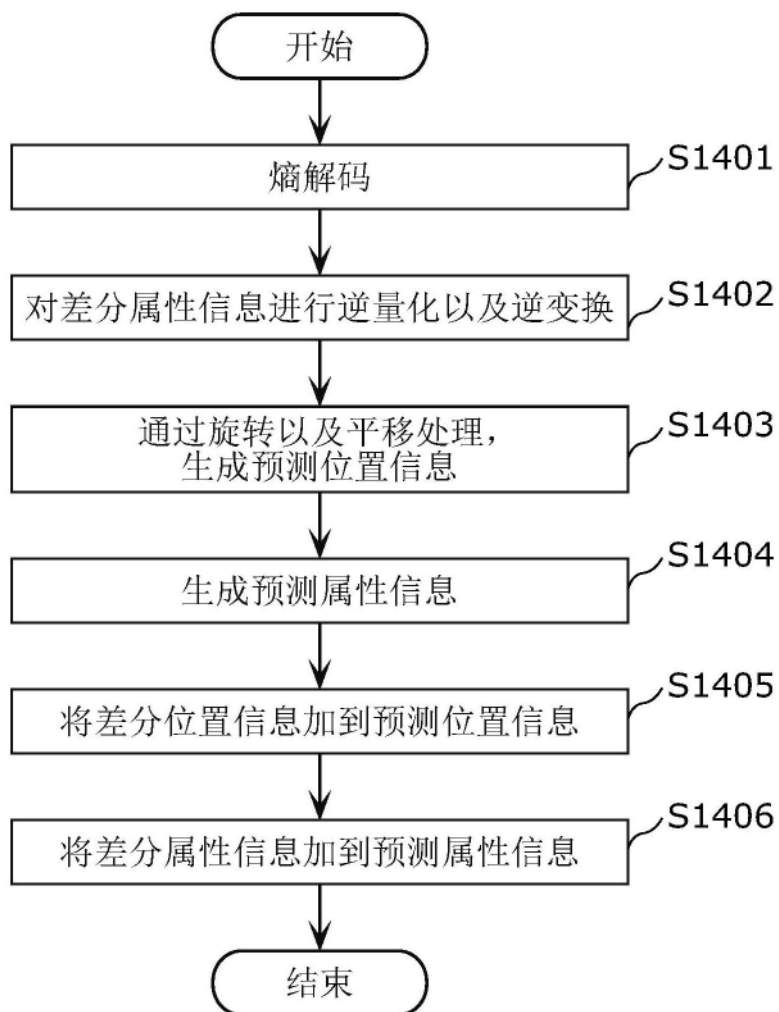 开始
熵解码
S1401
对差分属性信息进行逆量化以及逆变换
S1402
通过旋转以及平移处理，
生成预测位置信息
S1403
生成预测属性信息
S1404
将差分位置信息加到预测位置信息
S1405
将差分属性信息加到预测属性信息
S1406
结束